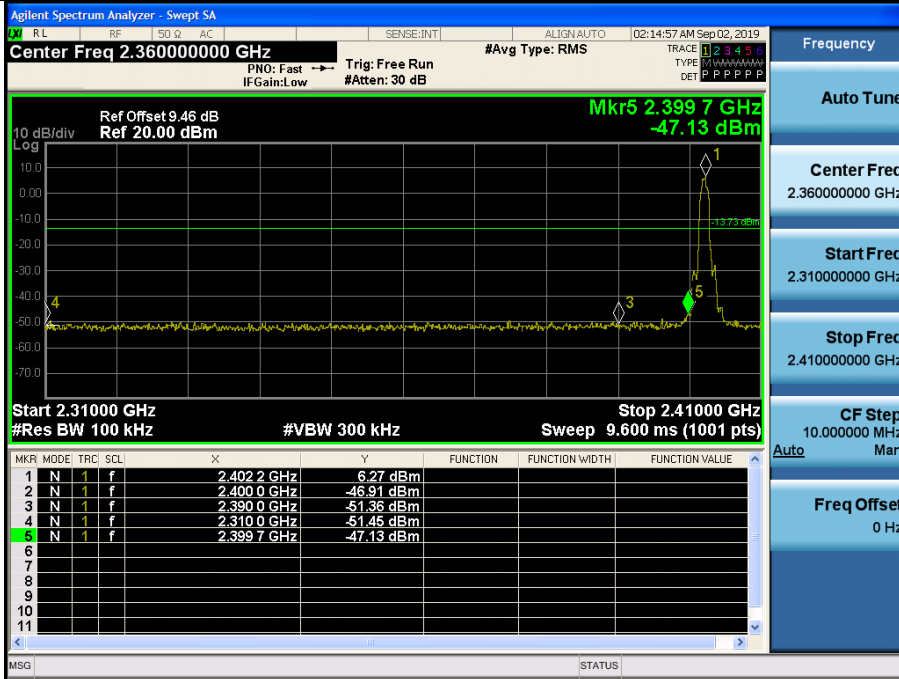 Agilent Spectrum Analyzer - Swept SA
LXI RL RF 50 Ω AC SENSE:INT ALIGN AUTO 02:14:57 AM Sep 02, 2019
Center Freq 2.360000000 GHz #Avg Type: RMS TRACE 1 2 3 4 5 6
PNO: Fast Trig: Free Run TYPE M WWWWW
IFGain:Low #Atten: 30 dB DET P P P P P P
Frequency
Auto Tune
Center Freq
2.360000000 GHz
Start Freq
2.310000000 GHz
Stop Freq
2.410000000 GHz
CF Step
10.000000 MHz
Auto Man
Freq Offset
0 Hz
Mkr5 2.399 7 GHz
-47.13 dBm
Ref Offset 9.46 dB
10 dB/div Ref 20.00 dBm
Log
10.0
0.00
-10.0
-20.0
-30.0
-40.0
-50.0
-60.0
-70.0
1
-13.73 dBm
4
3
5
Start 2.31000 GHz Stop 2.41000 GHz
#Res BW 100 kHz #VBW 300 kHz Sweep 9.600 ms (1001 pts)
MKR MODE TRC SCL X Y FUNCTION FUNCTION WIDTH FUNCTION VALUE
1 N 1 f 2.402 2 GHz 6.27 dBm
2 N 1 f 2.400 0 GHz -46.91 dBm
3 N 1 f 2.390 0 GHz -51.36 dBm
4 N 1 f 2.310 0 GHz -51.45 dBm
5 N 1 f 2.399 7 GHz -47.13 dBm
6
7
8
9
10
11
MSG STATUS